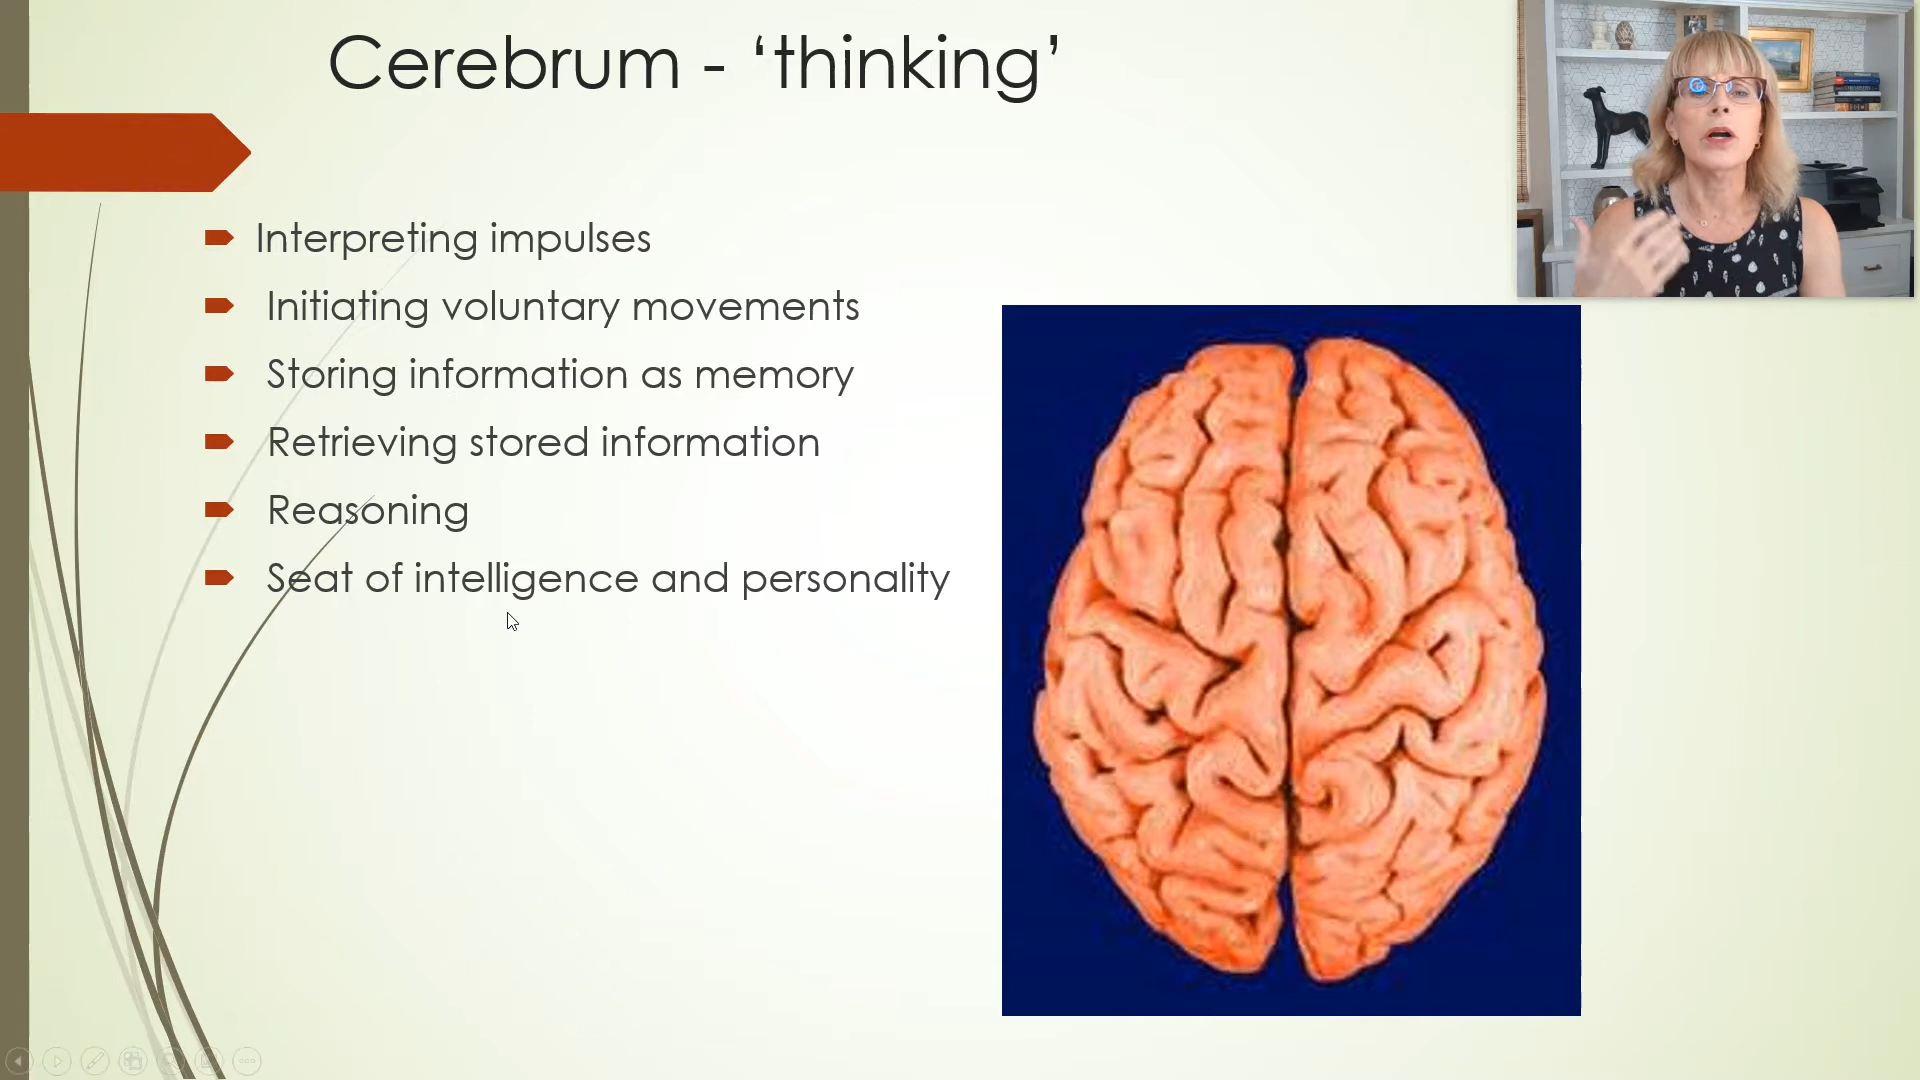 Cerebrum - ‘thinking’
Interpreting impulses
Initiating voluntary movements
Storing information as memory
Retrieving stored information
Reasoning
Seat of intelligence and personality